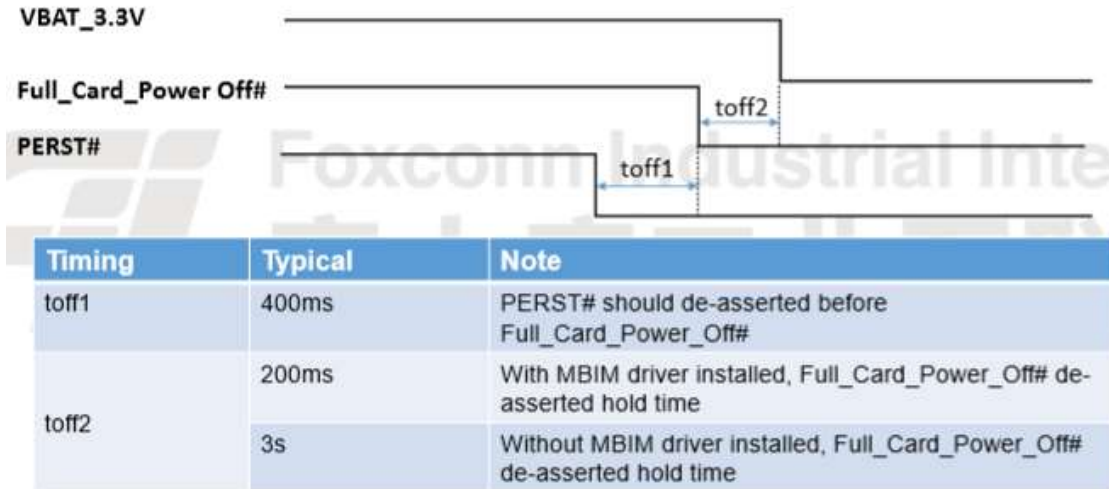 VBAT_3.3V
Full_Card_Power Off#
toff2
PERST#
Foxconn Industrial Inte
toff1
Timing Typical Note
toff1 400ms PERST# should de-asserted before
Full_Card_Power_Off#
toff2 200ms With MBIM driver installed, Full_Card_Power_Off# de-
asserted hold time
3s Without MBIM driver installed, Full_Card_Power_Off#
de-asserted hold time